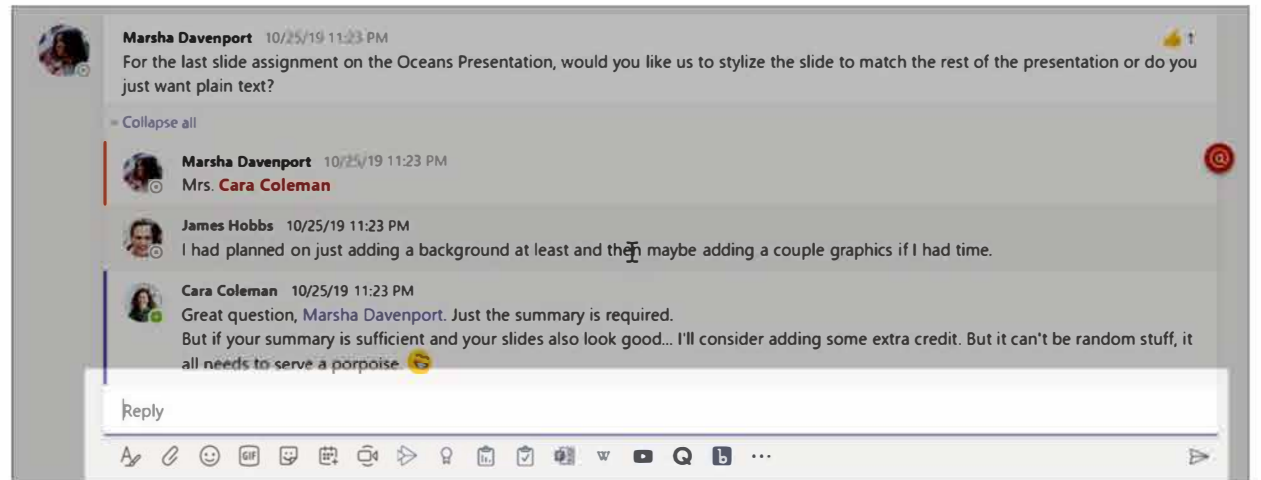 Marsha Davenport 10/25/19 11:23 PM
1
For the last slide assignment on the Oceans Presentation, would you like us to stylize the slide to match the rest of the presentation or do you
just want plain text?
Collapse all
Marsha Davenport 10/25/19 11:23 PM
@
Mrs. Cara Coleman
James Hobbs 10/25/19 11:23 PM
I had planned on just adding a background at least and then maybe adding a couple graphics if I had time.
Cara Coleman 10/25/19 11:23 PM
Great question, Marsha Davenport. Just the summary is required.
But if your summary is sufficient and your slides also look good... I'll consider adding some extra credit. But it can't be random stuff, it
all needs to serve a porpoise.
Reply
GIF W Q b ...